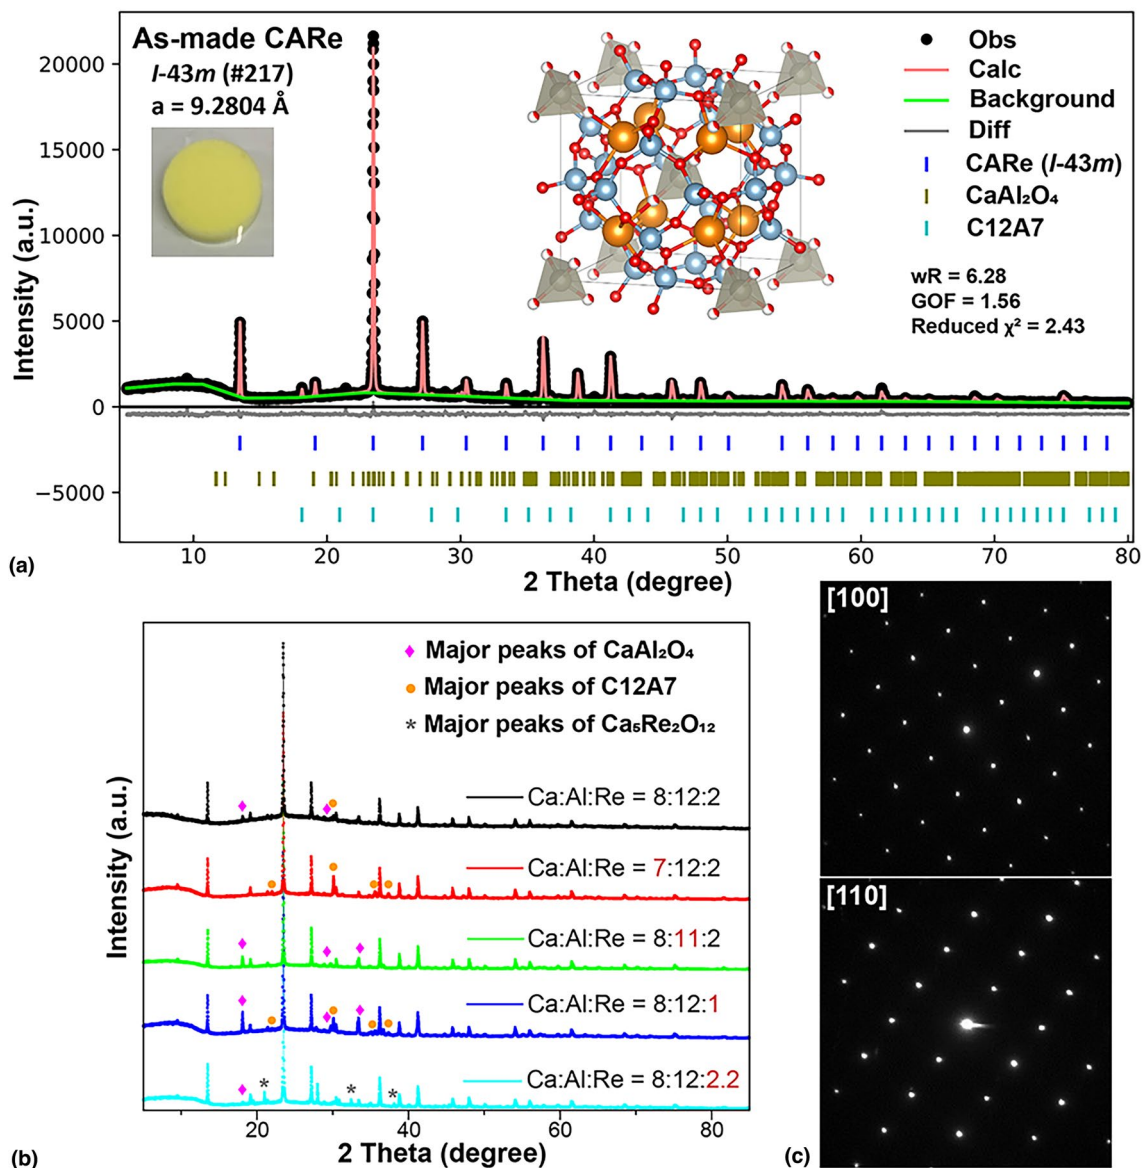 As-made CARe
I-43m (#217)
a = 9.2804 Å
Obs
Calc
Background
Diff
CARe (I-43m)
CaAl₂O₄
C12A7
wR = 6.28
GOF = 1.56
Reduced χ² = 2.43
Intensity (a.u.)
20000
15000
10000
5000
0
−5000
10
20
30
40
50
60
70
80
2 Theta (degree)
(a)
Major peaks of CaAl₂O₄
Major peaks of C12A7
* Major peaks of Ca₅Re₂O₁₂
Ca:Al:Re = 8:12:2
Ca:Al:Re = 7:12:2
Ca:Al:Re = 8:11:2
Ca:Al:Re = 8:12:1
Ca:Al:Re = 8:12:2.2
* * *
Intensity (a.u.)
20
40
60
80
2 Theta (degree)
(b)
[100]
[110]
(c)